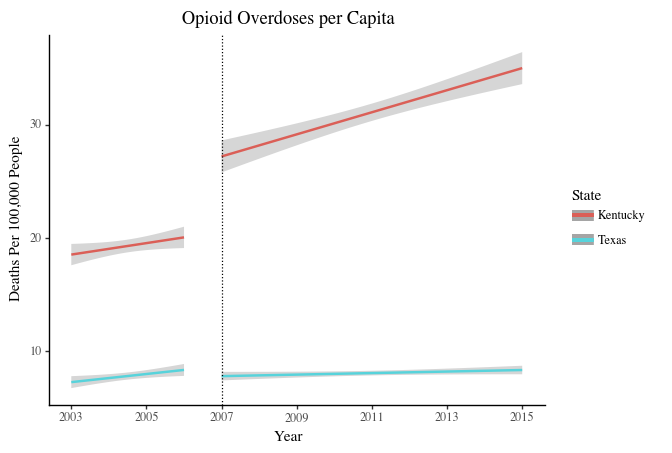 Opioid Overdoses per Capita
Deaths Per 100,000 People
30
20
10
2003 2005 2007 2009 2011 2013 2015
Year
State
Kentucky
Texas